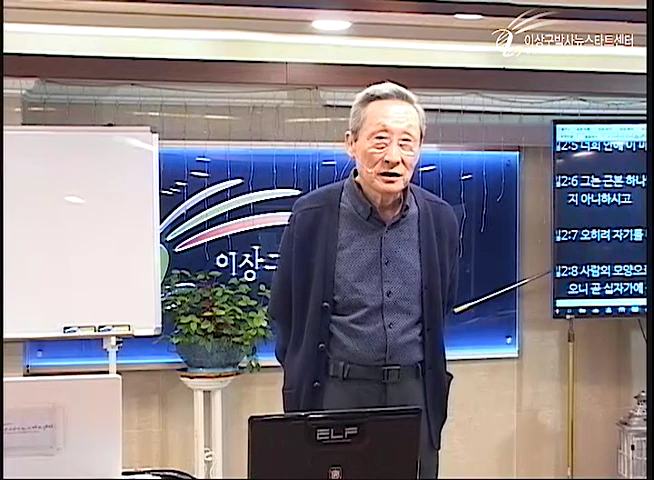 이상구박사뉴스타트센터
이상구
2:5 너희 안에 이 마
2:6 그는 근본 하나
지 아니하시고
2:7 오히려 자기를
2:8 사람의 모양으로
오니 곧 십자가에
ELF